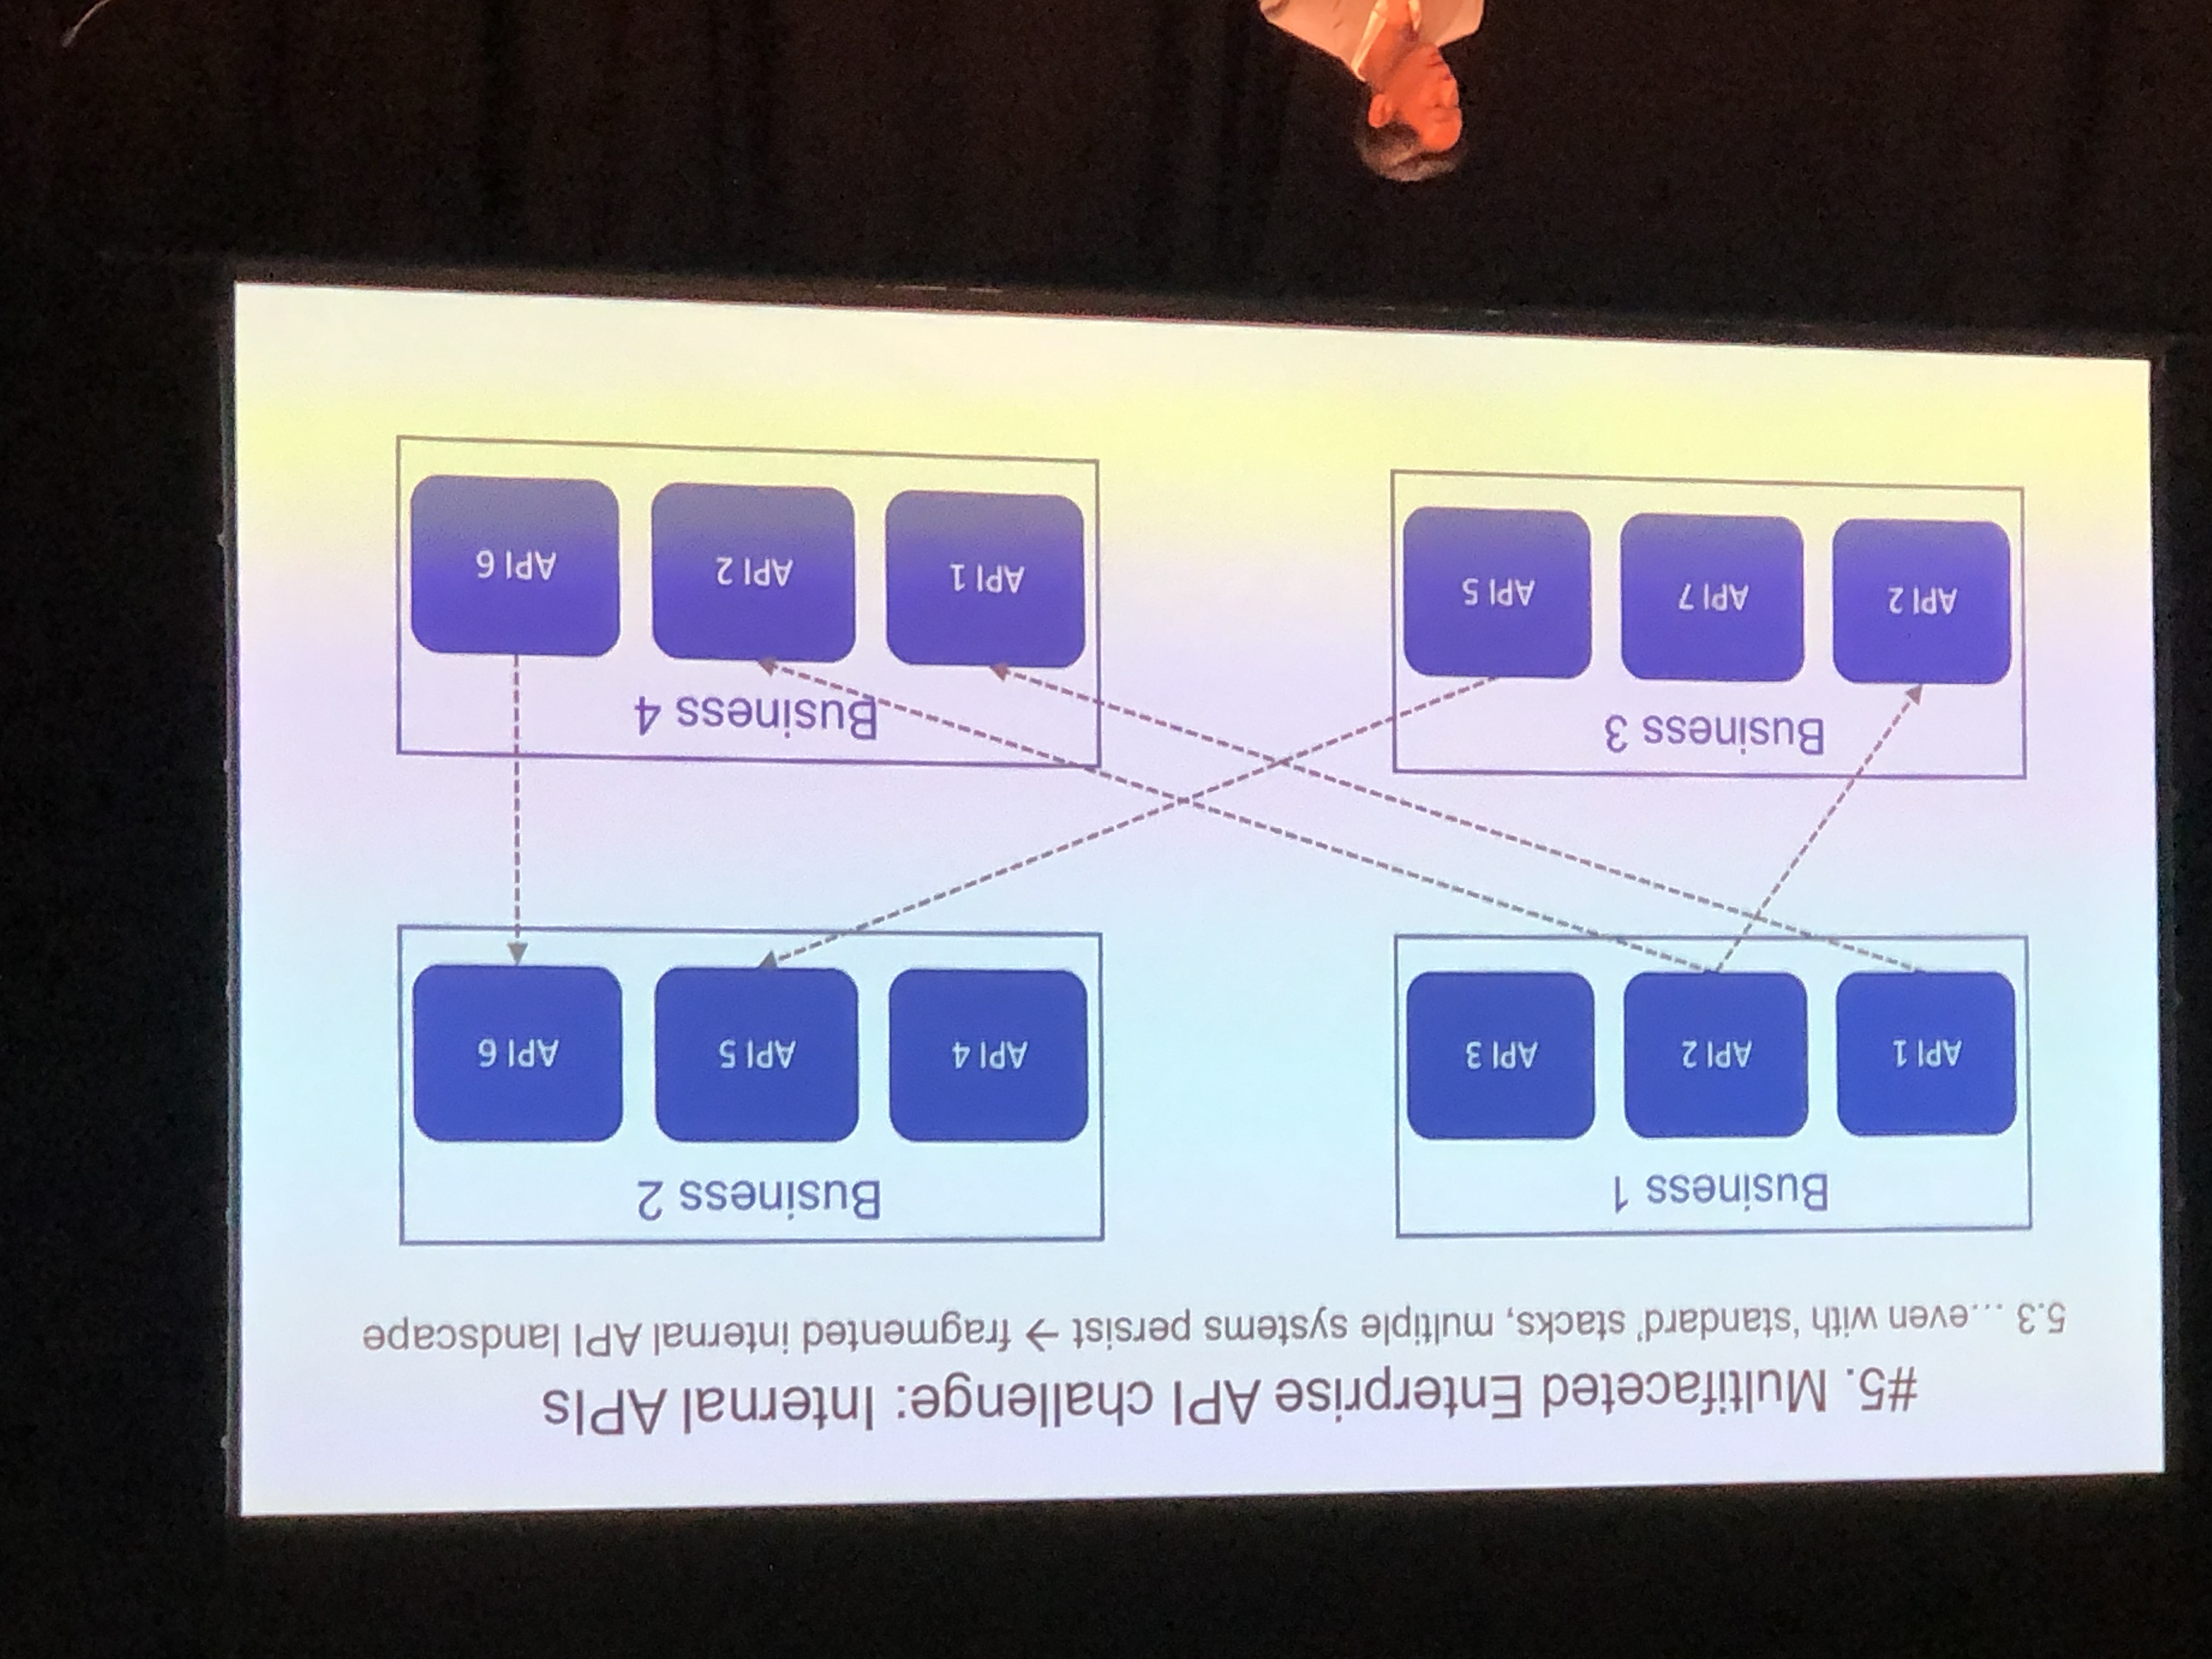 #5. Multifaceted Enterprise API challenge: Internal APIs
5.3 ...even with ‘standard’ stacks, multiple systems persist → fragmented internal API landscape
Business 1
API 1
API 2
API 3
Business 2
API 4
API 5
API 6
Business 3
API 2
API 7
API 5
Business 4
API 1
API 2
API 6